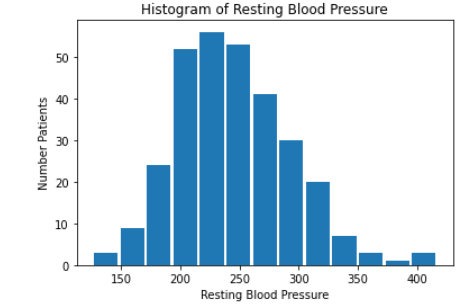 Histogram of Resting Blood Pressure
50
40
30
20
10
0
Number Patients
150 200 250 300 350 400
Resting Blood Pressure